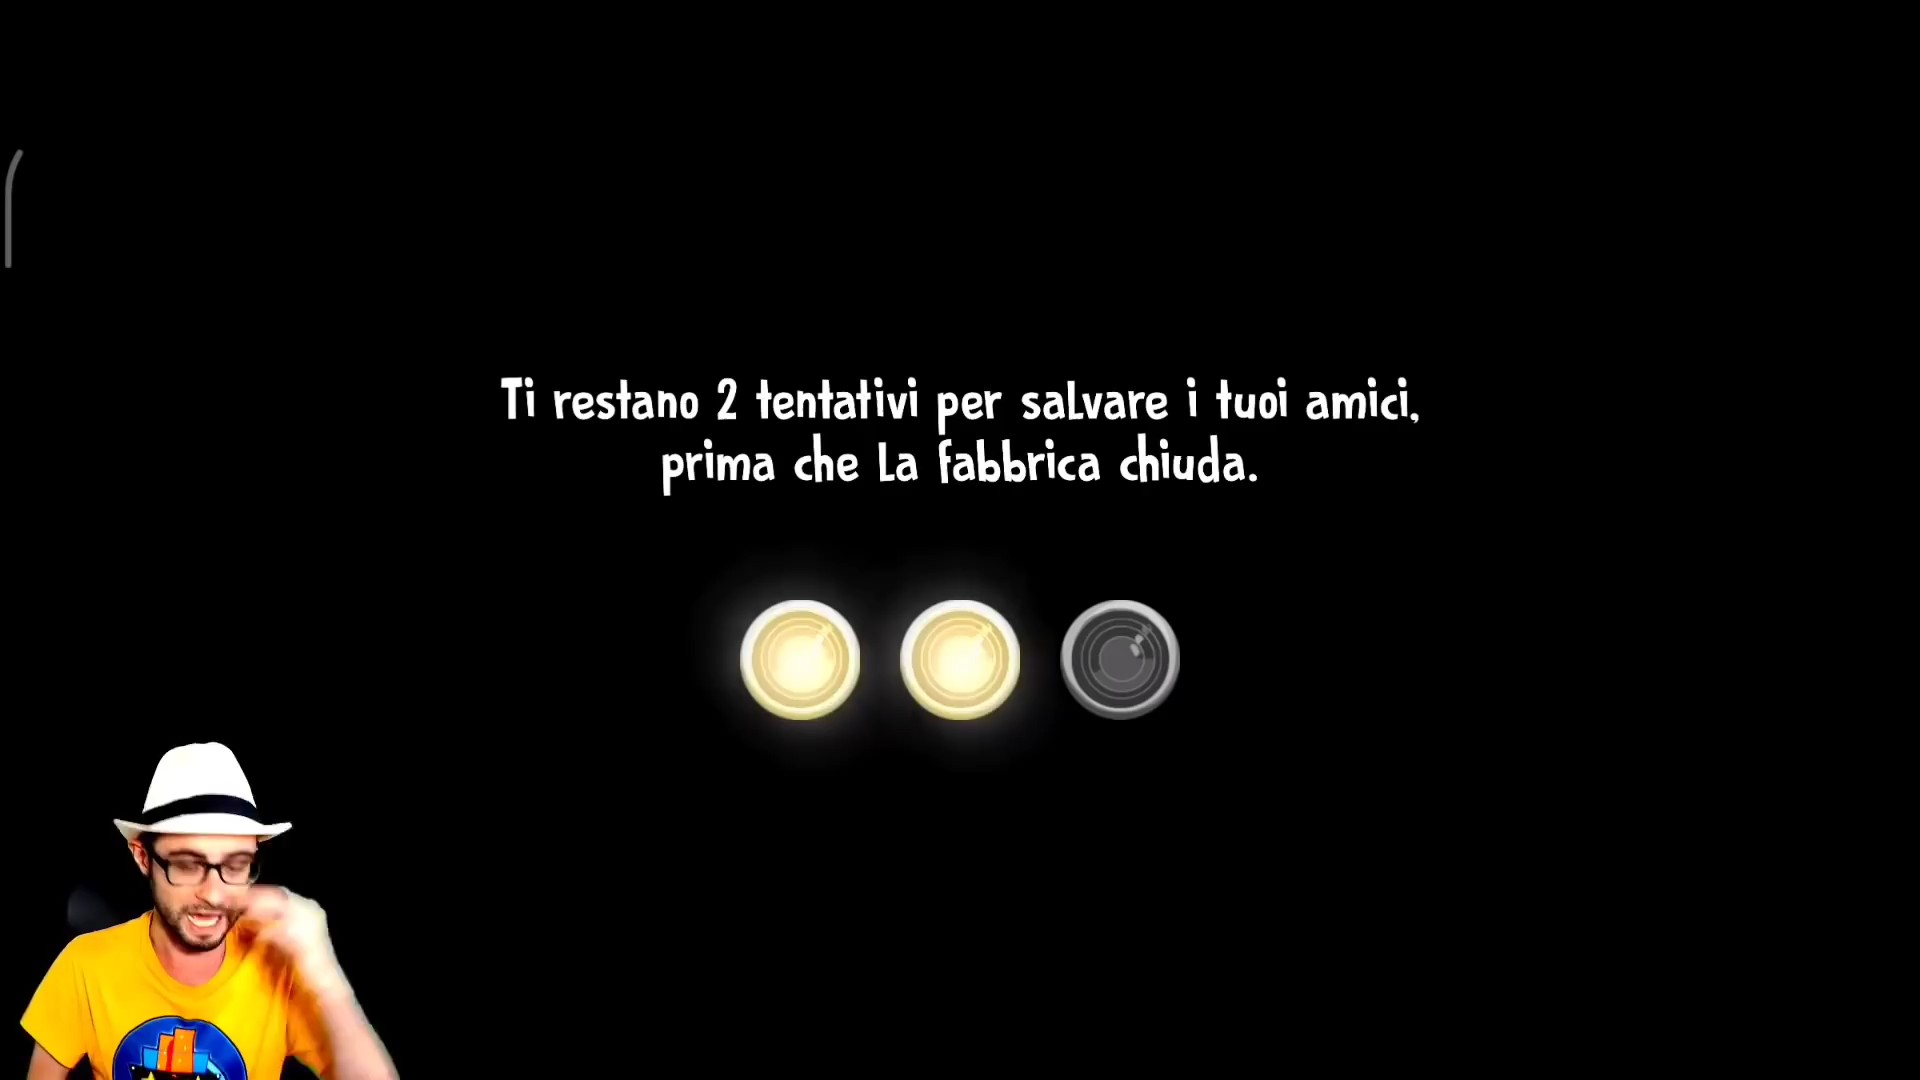 Ti restano 2 tentativi per salvare i tuoi amici,
prima che la fabbrica chiuda.